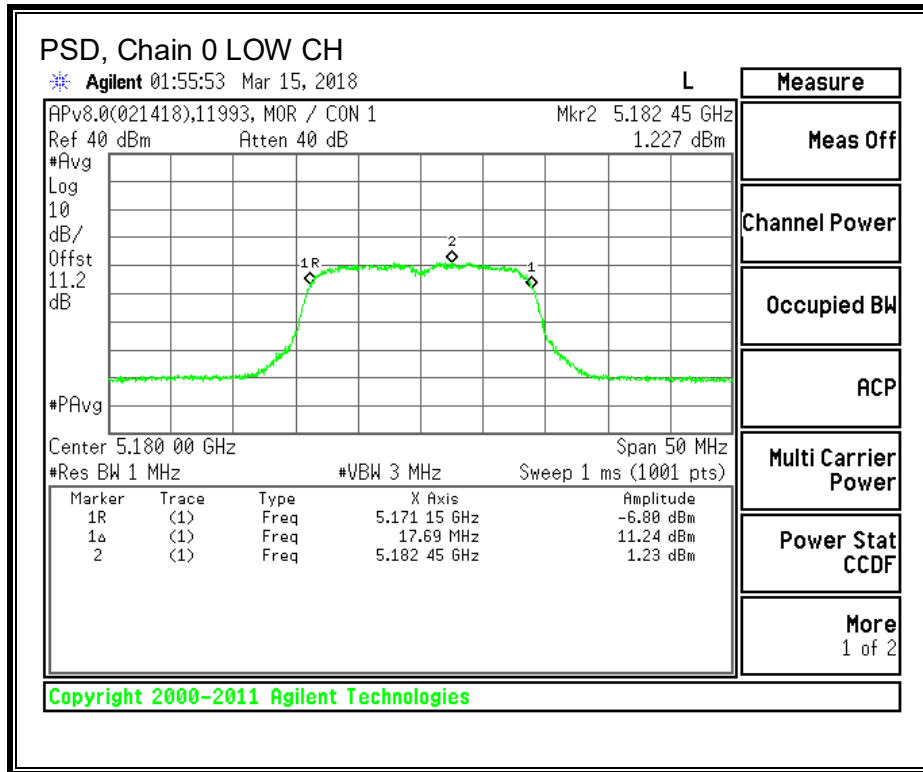 PSD, Chain 0 LOW CH
Agilent 01:55:53 Mar 15, 2018 L
APv8.0(021418),11993, MOR / CON 1 Mkr2 5.182 45 GHz
Ref 40 dBm Atten 40 dB 1.227 dBm
#Avg
Log
10
dB/
Offst
11.2
dB
#PAvg
1R
2
1
Center 5.180 00 GHz Span 50 MHz
#Res BW 1 MHz #VBW 3 MHz Sweep 1 ms (1001 pts)
Marker Trace Type X Axis Amplitude
1R (1) Freq 5.171 15 GHz -6.80 dBm
1△ (1) Freq 17.69 MHz 11.24 dBm
2 (1) Freq 5.182 45 GHz 1.23 dBm
Copyright 2000-2011 Agilent Technologies
Measure
Meas Off
Channel Power
Occupied BW
ACP
Multi Carrier
Power
Power Stat
CCDF
More
1 of 2